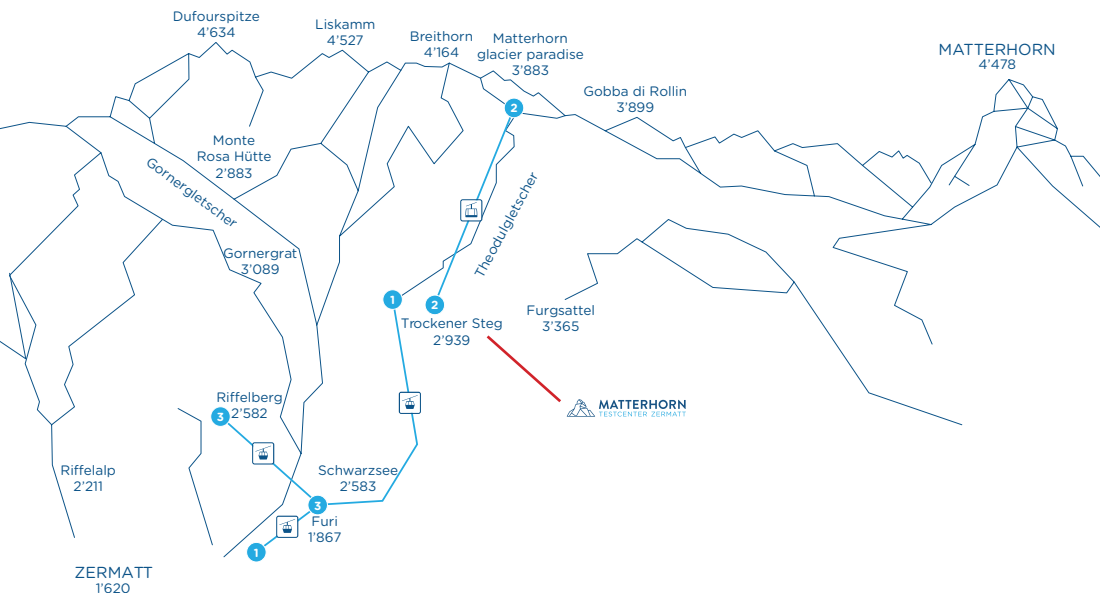 Dufourspitze
4’634
Liskamm
4’527
Breithorn
4’164
Matterhorn
glacier paradise
3’883
MATTERHORN
4’478
Gobba di Rollin
3’899
2
Monte
Rosa Hütte
2’883
Gornergletscher
Theodulgletscher
Gornergrat
3’089
1
2
Trockener Steg
2’939
Furgsattel
3’365
Riffelberg
2’582
3
MATTERHORN
TESTCENTER ZERMATT
Riffelalp
2’211
Schwarzsee
2’583
3
Furi
1’867
1
ZERMATT
1’620